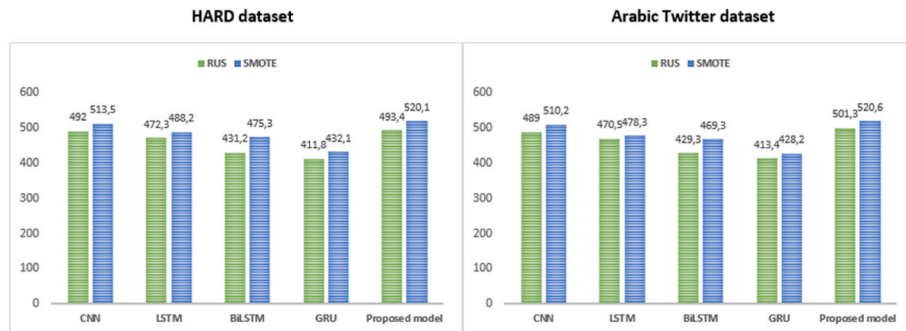 HARD dataset
RUS SMOTE
600
500
400
300
200
100
0
492 513,5 472,3 488,2 431,2 475,3 411,8 432,1 493,4 520,1
CNN LSTM BiLSTM GRU Proposed model
Arabic Twitter dataset
RUS SMOTE
600
500
400
300
200
100
0
489 510,2 470,5 478,3 429,3 469,3 413,4 428,2 501,3 520,6
CNN LSTM BiLSTM GRU Proposed model